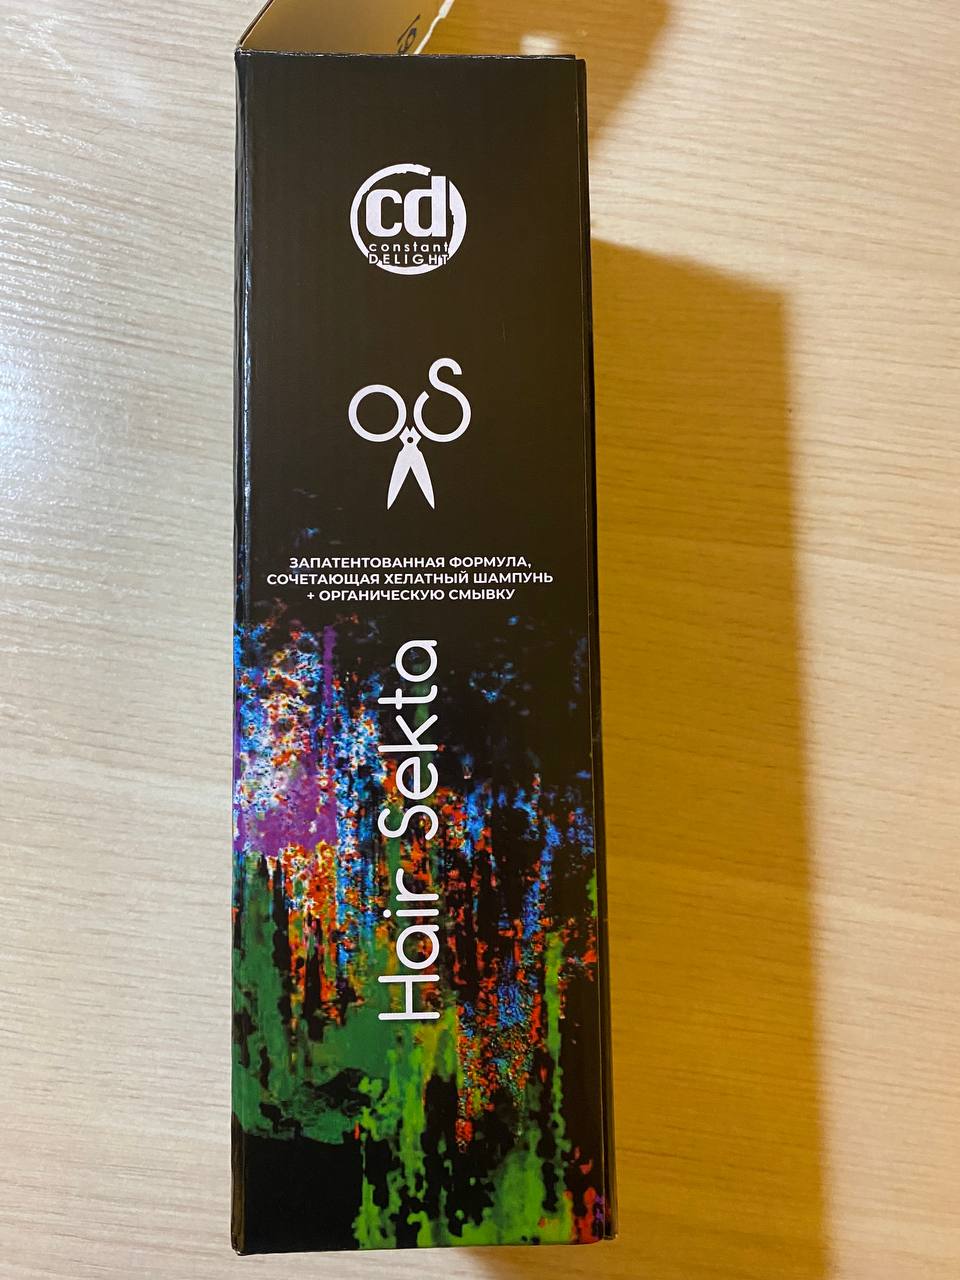 cd
constant
DELIGHT
ЗАПАТЕНТОВАННАЯ ФОРМУЛА,
СОЧЕТАЮЩАЯ ХЕЛАТНЫЙ ШАМПУНЬ
+ ОРГАНИЧЕСКУЮ СМЫВКУ
Hair Sekta